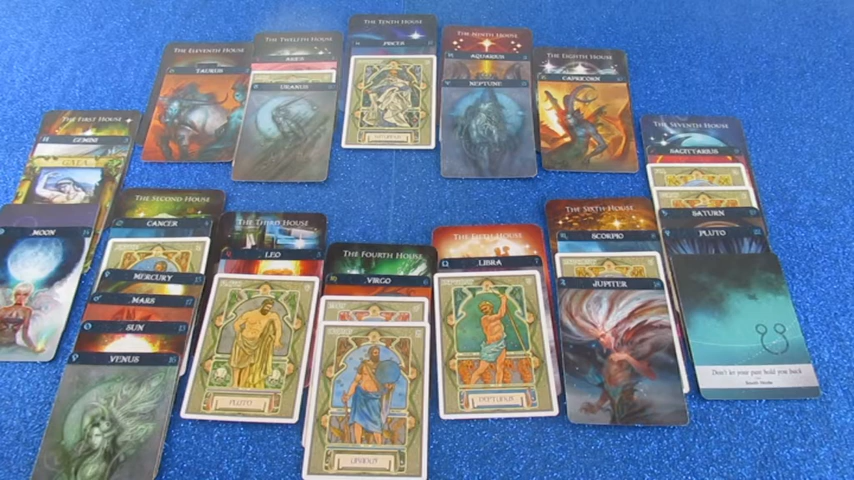 THE ELEVENTH HOUSE
TAURUS
THE TWELFTH HOUSE
ARIES
URANUS
THE TENTH HOUSE
PISCES
THE NINTH HOUSE
AQUARIUS
NEPTUNE
THE EIGHTH HOUSE
CAPRICORN
THE FIRST HOUSE
GEMINI
GAIA
MOON
THE SECOND HOUSE
CANCER
MERCURY
MARS
SUN
VENUS
THE THIRD HOUSE
LEO
PLUTO
THE FOURTH HOUSE
VIRGO
THE FIFTH HOUSE
LIBRA
NEPTUNUS
THE SIXTH HOUSE
SCORPIO
JUPITER
THE SEVENTH HOUSE
SAGITTARIUS
SATURN
PLUTO
Don't let your past hold you back